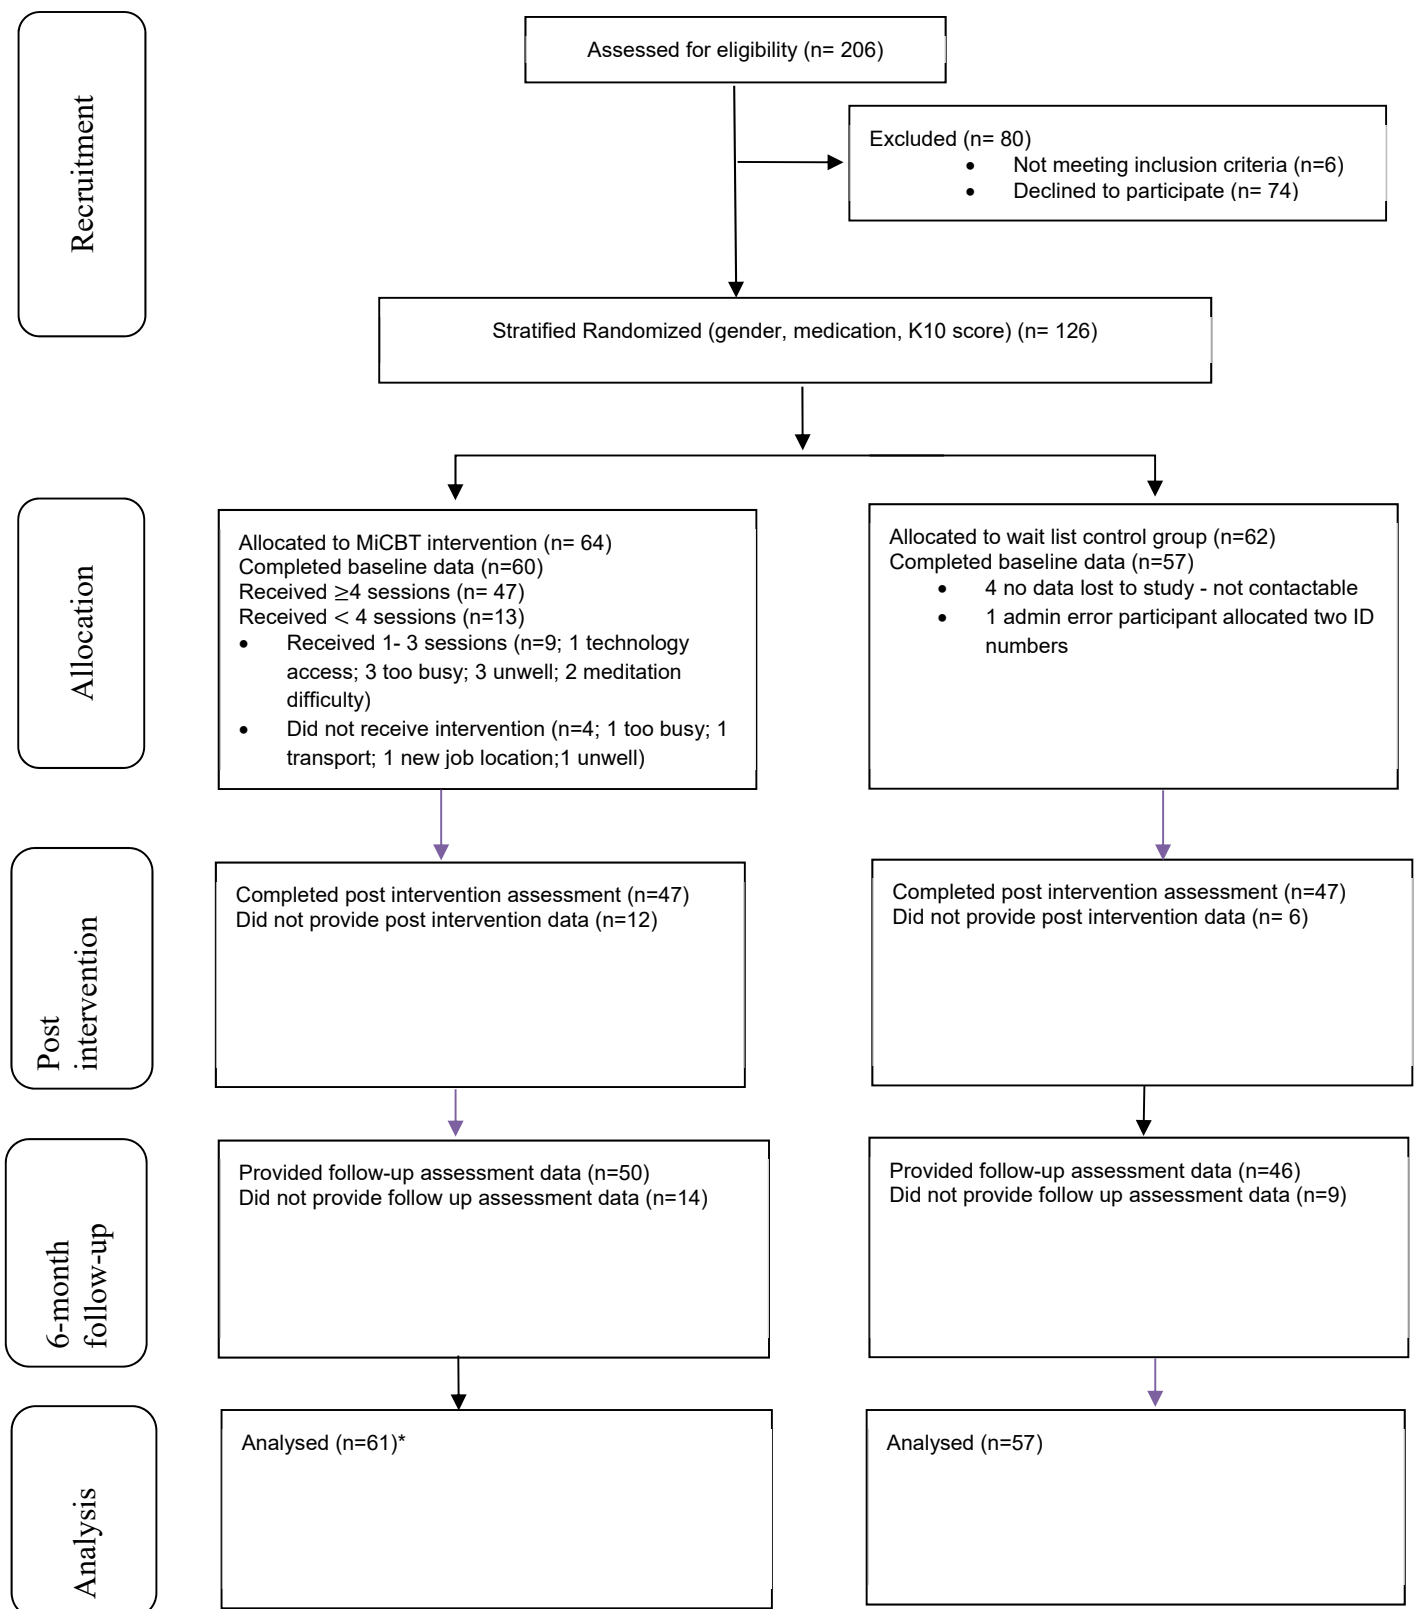 Recruitment
Assessed for eligibility (n= 206)
Excluded (n= 80)
• Not meeting inclusion criteria (n=6)
• Declined to participate (n= 74)
Stratified Randomized (gender, medication, K10 score) (n= 126)
Allocation
Allocated to MiCBT intervention (n= 64)
Completed baseline data (n=60)
Received ≥4 sessions (n= 47)
Received < 4 sessions (n=13)
• Received 1- 3 sessions (n=9; 1 technology
access; 3 too busy; 3 unwell; 2 meditation
difficulty)
• Did not receive intervention (n=4; 1 too busy; 1
transport; 1 new job location;1 unwell)
Allocated to wait list control group (n=62)
Completed baseline data (n=57)
• 4 no data lost to study - not contactable
• 1 admin error participant allocated two ID
numbers
Post
intervention
Completed post intervention assessment (n=47)
Did not provide post intervention data (n=12)
Completed post intervention assessment (n=47)
Did not provide post intervention data (n= 6)
6-month
follow-up
Provided follow-up assessment data (n=50)
Did not provide follow up assessment data (n=14)
Provided follow-up assessment data (n=46)
Did not provide follow up assessment data (n=9)
Analysis
Analysed (n=61)*
Analysed (n=57)